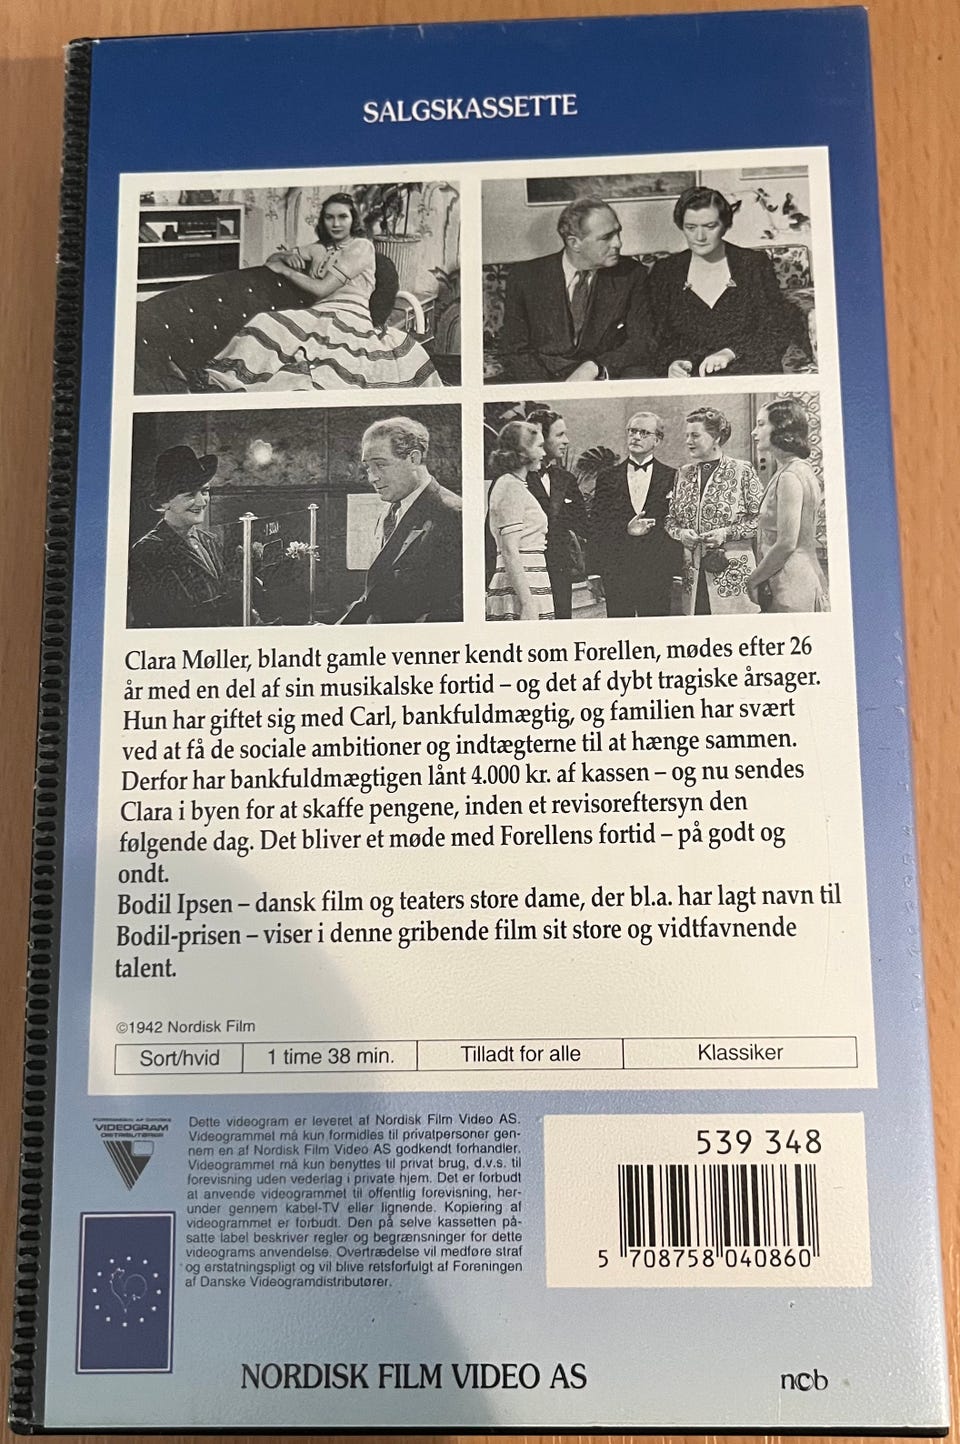 SALGSKASSETTE
Clara Møller, blandt gamle venner kendt som Forellen, mødes efter 26
år med en del af sin musikalske fortid – og det af dybt tragiske årsager.
Hun har giftet sig med Carl, bankfuldmægtig, og familien har svært
ved at få de sociale ambitioner og indtægterne til at hænge sammen.
Derfor har bankfuldmægtigen lånt 4.000 kr. af kassen – og nu sendes
Clara i byen for at skaffe pengene, inden et revisoreftersyn den
følgende dag. Det bliver et møde med Forellens fortid – på godt og
ondt.
Bodil Ipsen – dansk film og teaters store dame, der bl.a. har lagt navn til
Bodil-prisen – viser i denne gribende film sit store og vidtfavnende
talent.
©1942 Nordisk Film
Sort/hvid 1 time 38 min. Tilladt for alle Klassiker
FORENINGEN AF DANSKE
VIDEOGRAM
DISTRIBUTØRER
Dette videogram er leveret af Nordisk Film Video AS.
Videogrammet må kun formidles til privatpersoner gen-
nem en af Nordisk Film Video AS godkendt forhandler.
Videogrammet må kun benyttes til privat brug, d.v.s. til
forevisning uden vederlag i private hjem. Det er forbudt
at anvende videogrammet til offentlig forevisning, her-
under gennem kabel-TV eller lignende. Kopiering af
videogrammet er forbudt. Den på selve kassetten på-
satte label beskriver regler og begrænsninger for dette
videograms anvendelse. Overtrædelse vil medføre straf
og erstatningspligt og vil blive retsforfulgt af Foreningen
af Danske Videogramdistributører.
539 348
5 708758 040860
NORDISK FILM VIDEO AS
ncb